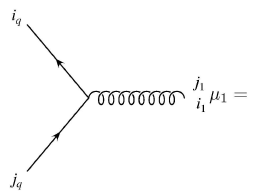 i_q
j_1
i_1 μ_1 =
j_q